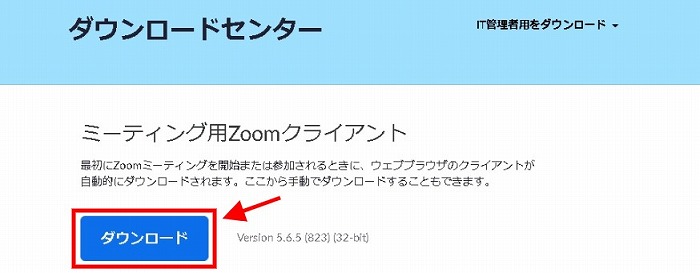 ダウンロードセンター
IT管理者用をダウンロード
ミーティング用Zoomクライアント
最初にZoomミーティングを開始または参加されるときに、ウェブブラウザのクライアントが
自動的にダウンロードされます。ここから手動でダウンロードすることもできます。
ダウンロード
Version 5.6.5 (823) (32-bit)